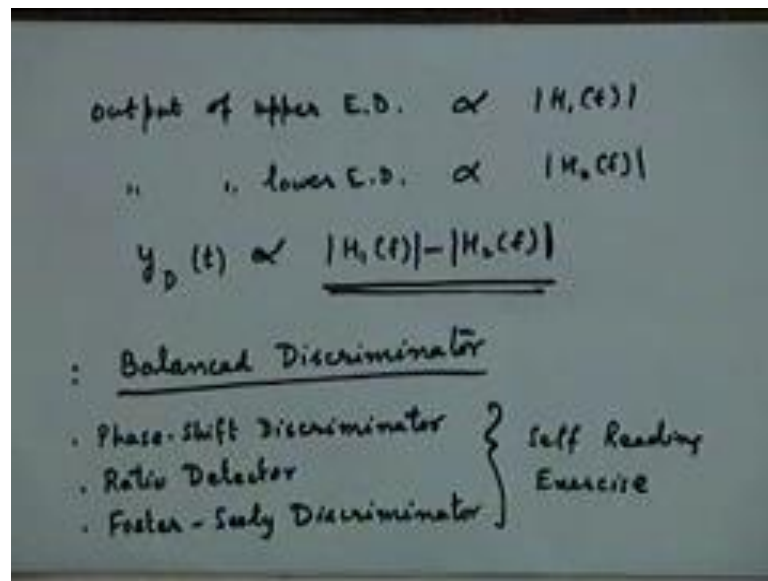 output of upper E.D. ∝ |H₁(f)|
" " lower E.D. ∝ |H₂(f)|
y_D(t) ∝ |H₁(f)|-|H₂(f)|
: Balanced Discriminator
. Phase-Shift Discriminator } Self Reading
. Ratio Detector } Exercise
. Foster-Seely Discriminator